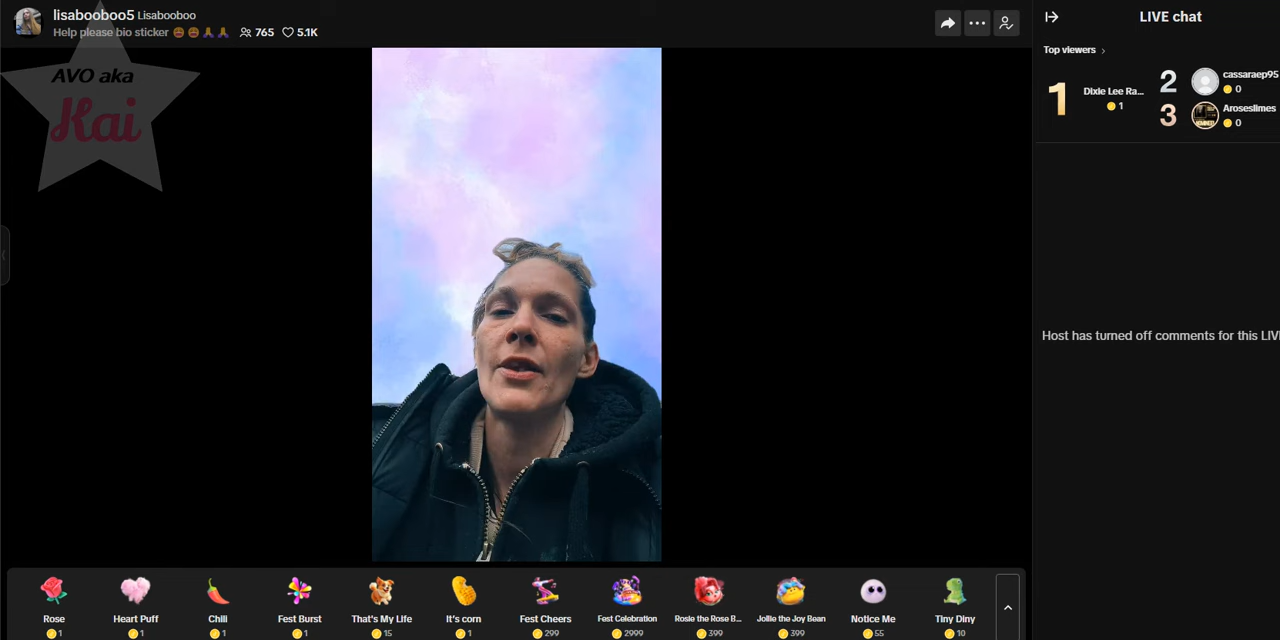 lisabooboo5 Lisabooboo
Help please bio sticker 765 5.1K
AVO aka
Kai
LIVE chat
Top viewers
1 Dixie Lee Ra... 1
2 cassaraep95 0
3 Aroseslimes 0
Host has turned off comments for this LIV
Rose Heart Puff Chili Fest Burst That's My Life It's corn Fest Cheers Fest Celebration Rosie the Rose B... Jollie the Joy Bean Notice Me Tiny Diny
1 1 1 1 15 1 299 2999 399 399 55 10